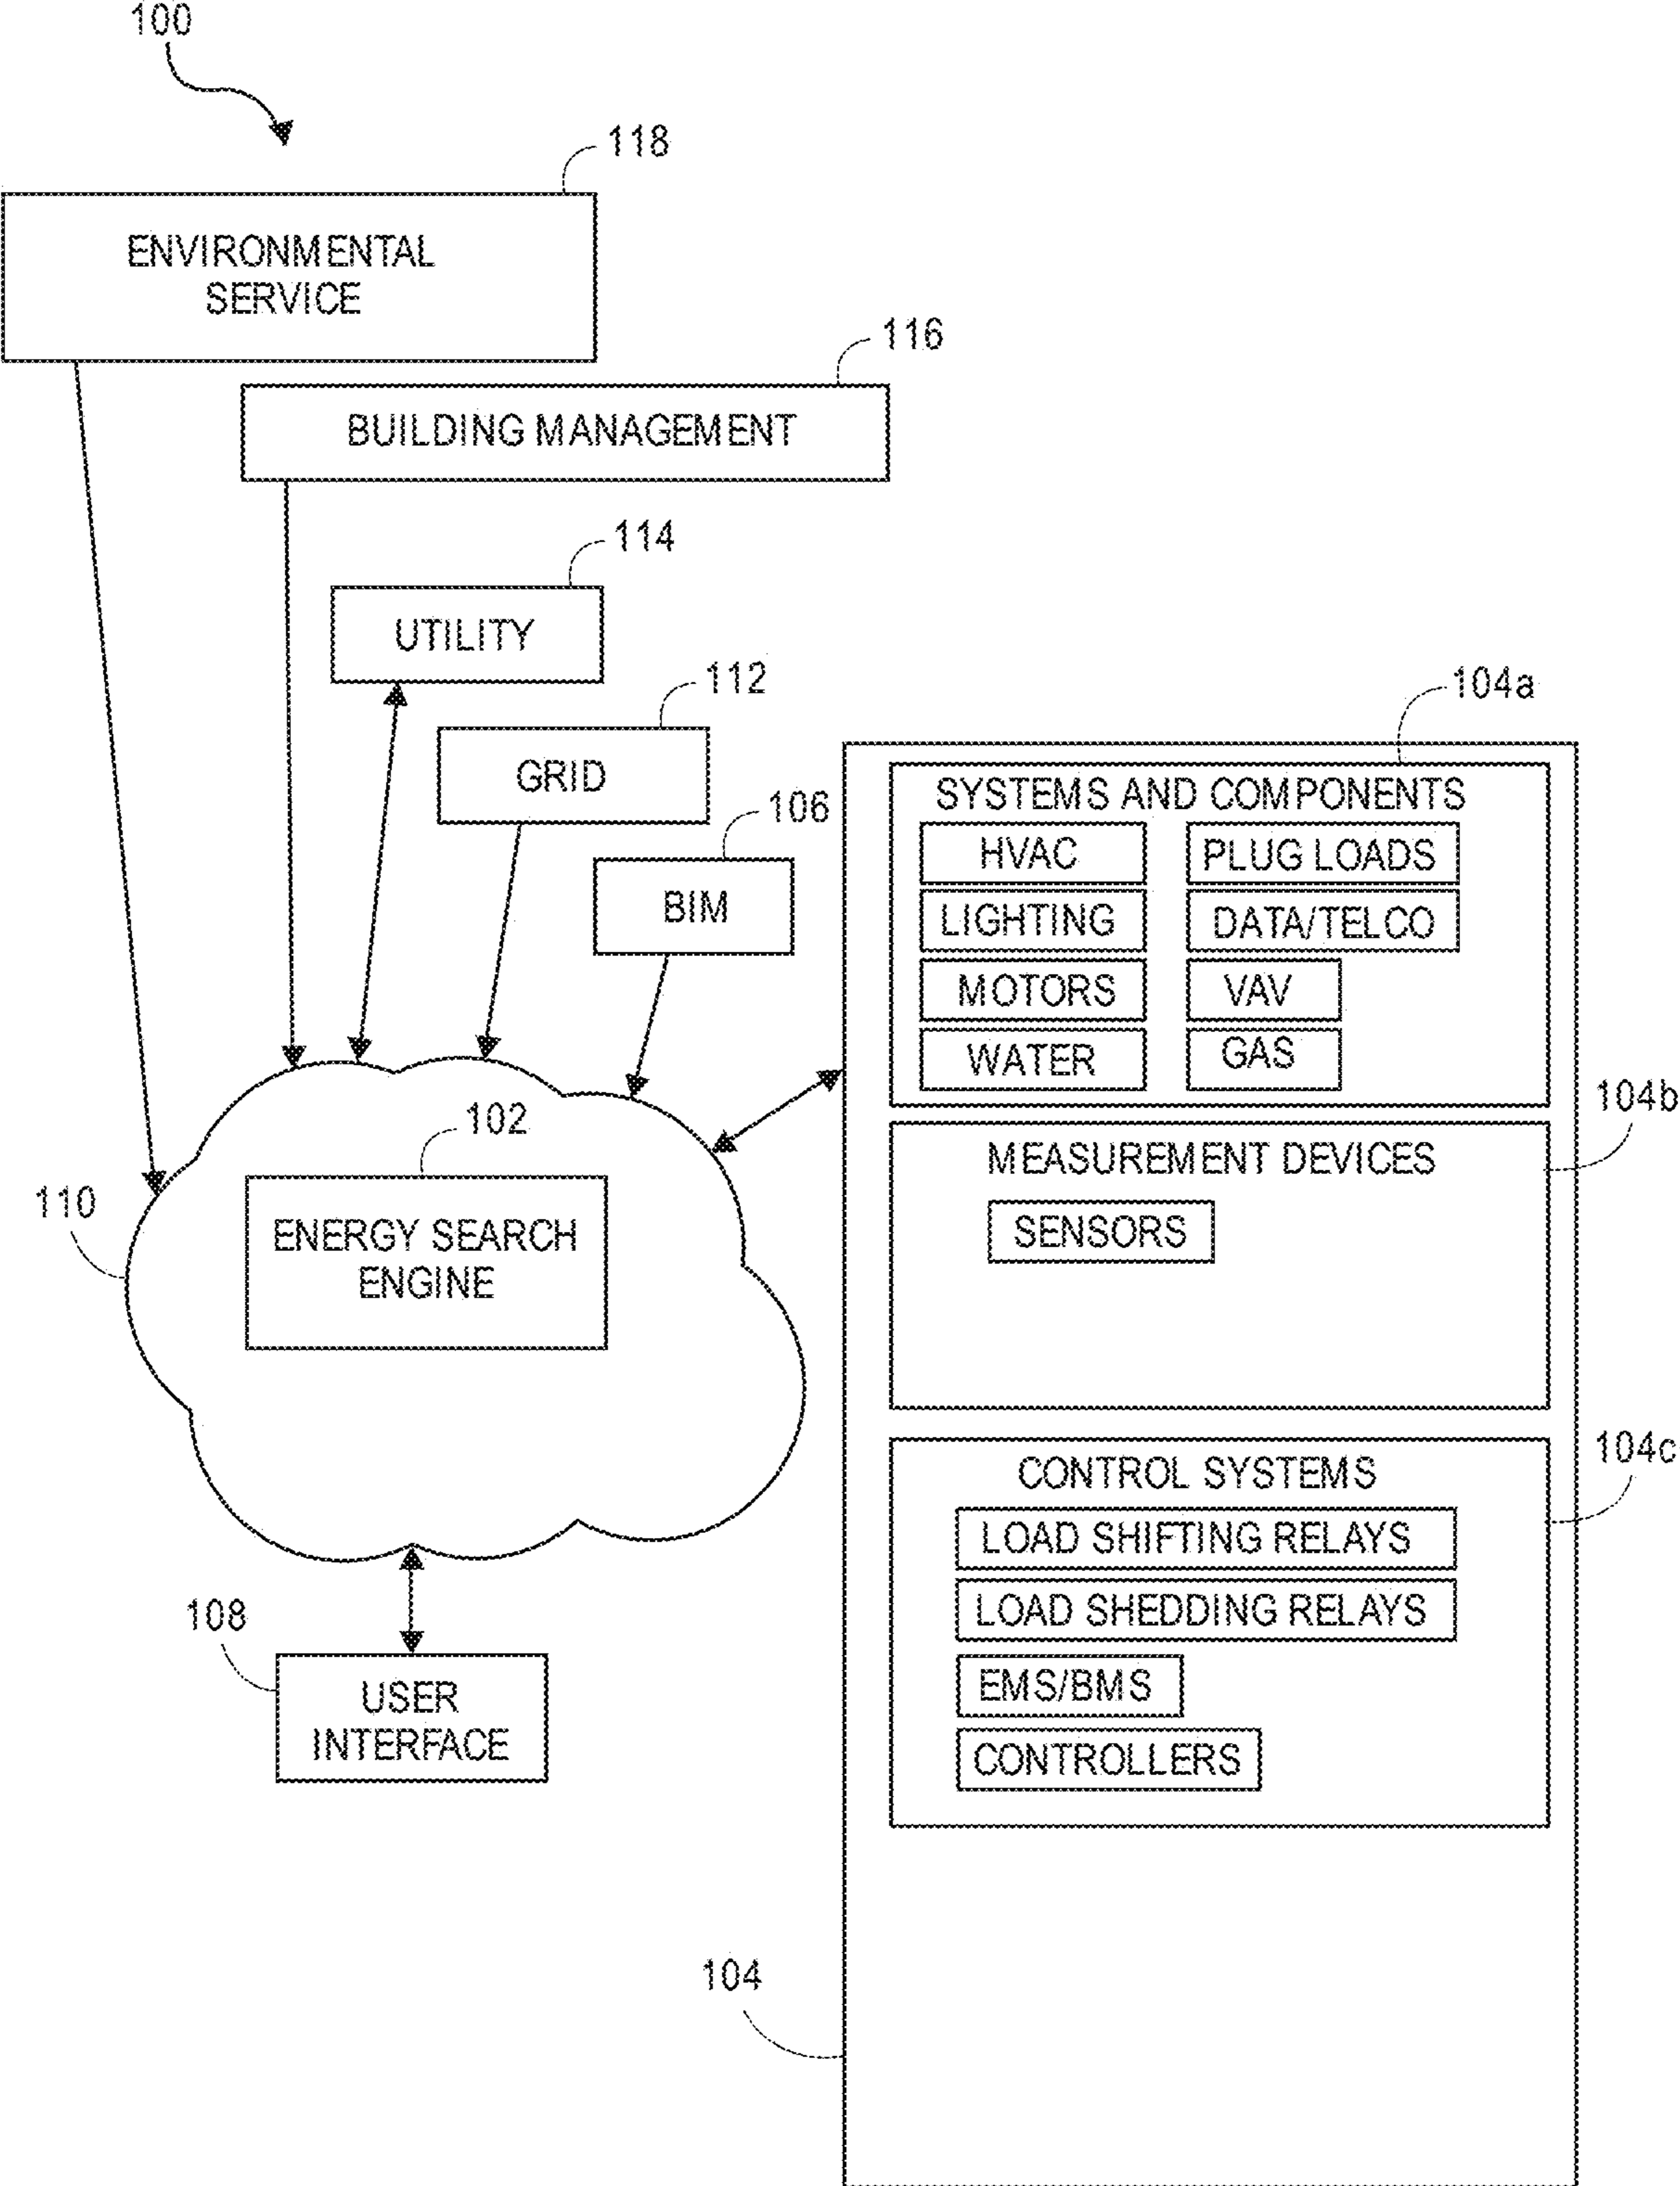 100
118
ENVIRONMENTAL
SERVICE
116
BUILDING MANAGEMENT
114
UTILITY
112
GRID
106
BIM
104a
SYSTEMS AND COMPONENTS
HVAC
PLUG LOADS
LIGHTING
DATA/TELCO
MOTORS
VAV
WATER
GAS
104b
MEASUREMENT DEVICES
SENSORS
102
110
ENERGY SEARCH
ENGINE
104c
CONTROL SYSTEMS
LOAD SHIFTING RELAYS
LOAD SHEDDING RELAYS
EMS/BMS
CONTROLLERS
108
USER
INTERFACE
104